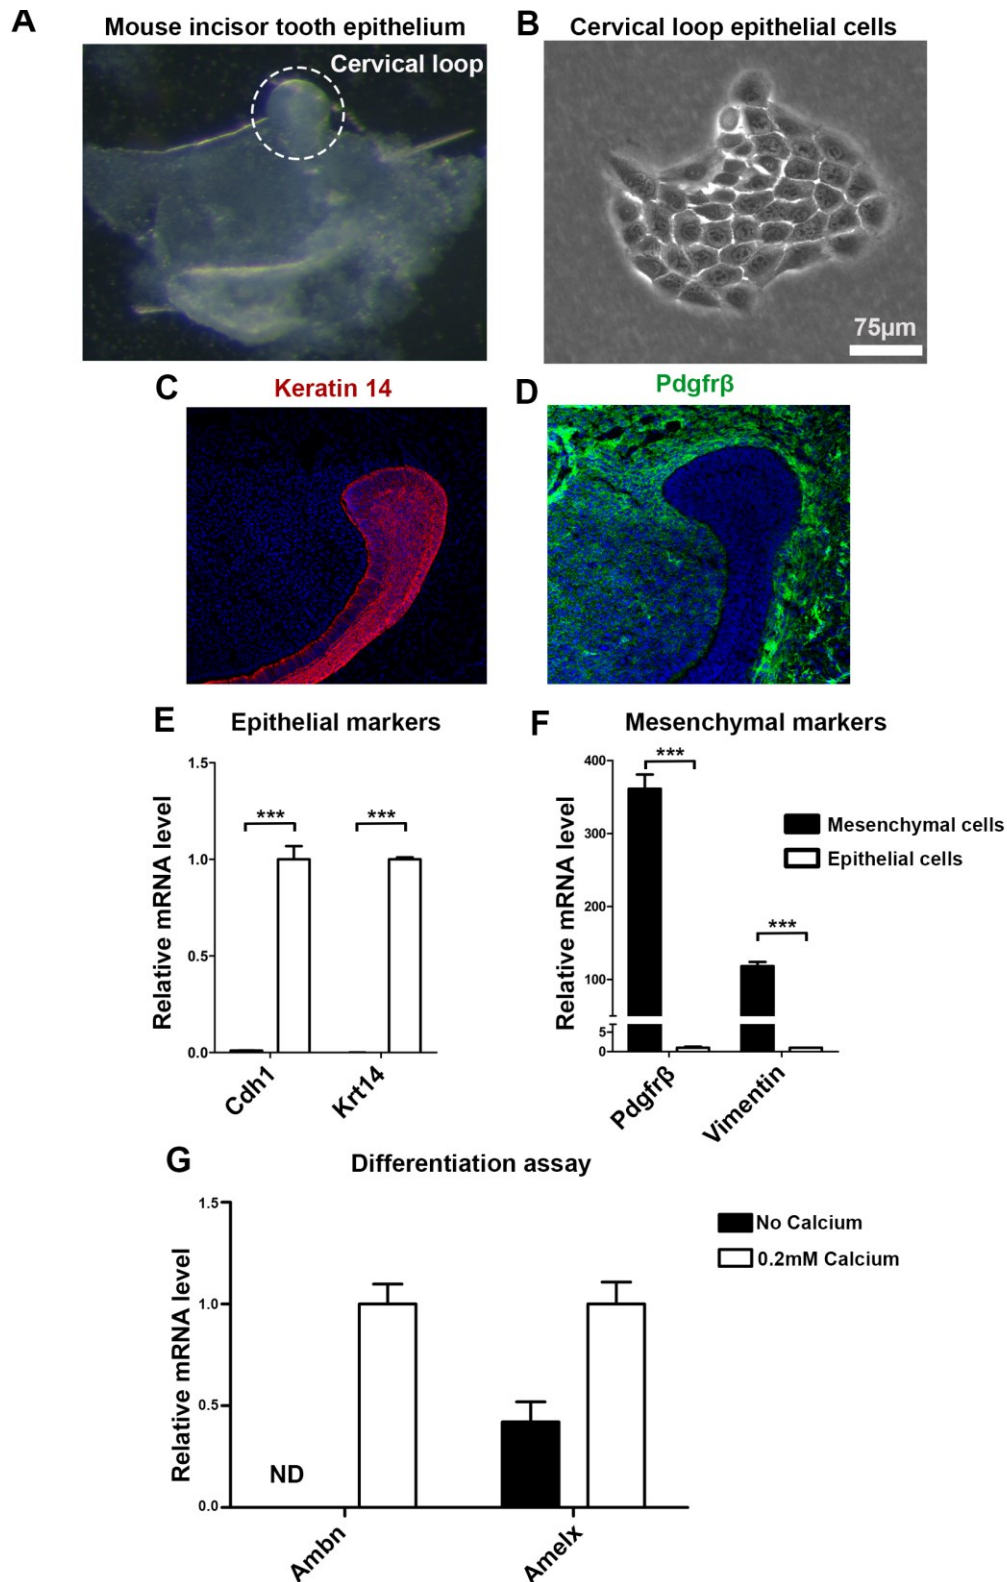 A
Mouse incisor tooth epithelium
Cervical loop
B
Cervical loop epithelial cells
75µm
C
Keratin 14
D
Pdgfrβ
E
Epithelial markers
Relative mRNA level
1.5
1.0
0.5
0.0
***
***
Cdh1
Krt14
F
Mesenchymal markers
Relative mRNA level
400
300
200
100
5
0
***
***
Pdgfrβ
Vimentin
Mesenchymal cells
Epithelial cells
G
Differentiation assay
Relative mRNA level
1.5
1.0
0.5
0.0
ND
Ambn
Amelx
No Calcium
0.2mM Calcium